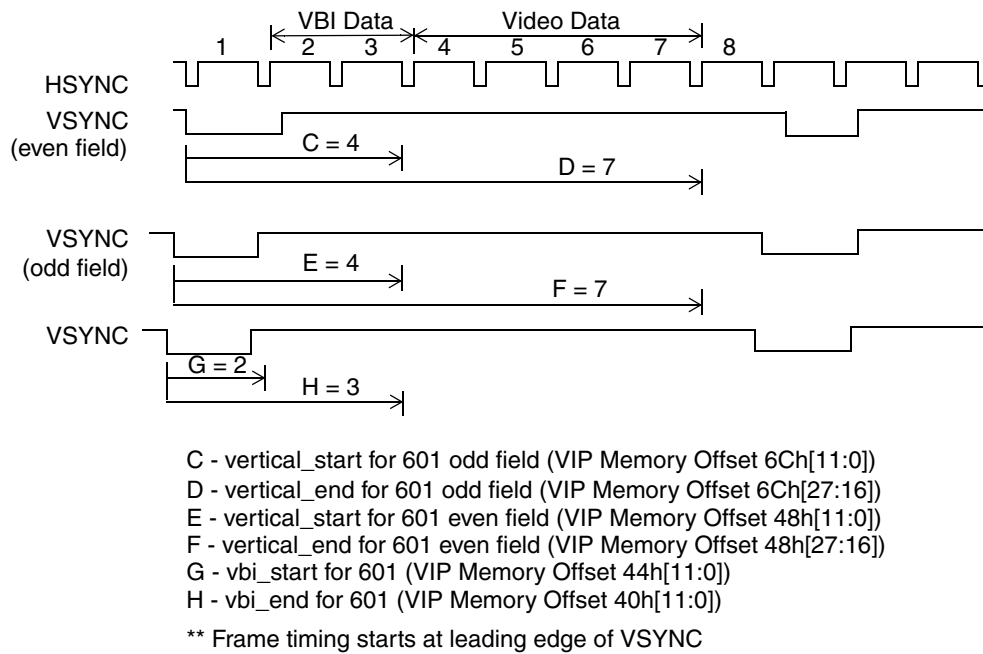 VBI Data Video Data
1 2 3 4 5 6 7 8
HSYNC
VSYNC
(even field)
C = 4
D = 7
VSYNC
(odd field)
E = 4
F = 7
VSYNC
G = 2
H = 3
C - vertical_start for 601 odd field (VIP Memory Offset 6Ch[11:0])
D - vertical_end for 601 odd field (VIP Memory Offset 6Ch[27:16])
E - vertical_start for 601 even field (VIP Memory Offset 48h[11:0])
F - vertical_end for 601 even field (VIP Memory Offset 48h[27:16])
G - vbi_start for 601 (VIP Memory Offset 44h[11:0])
H - vbi_end for 601 (VIP Memory Offset 40h[11:0])
** Frame timing starts at leading edge of VSYNC